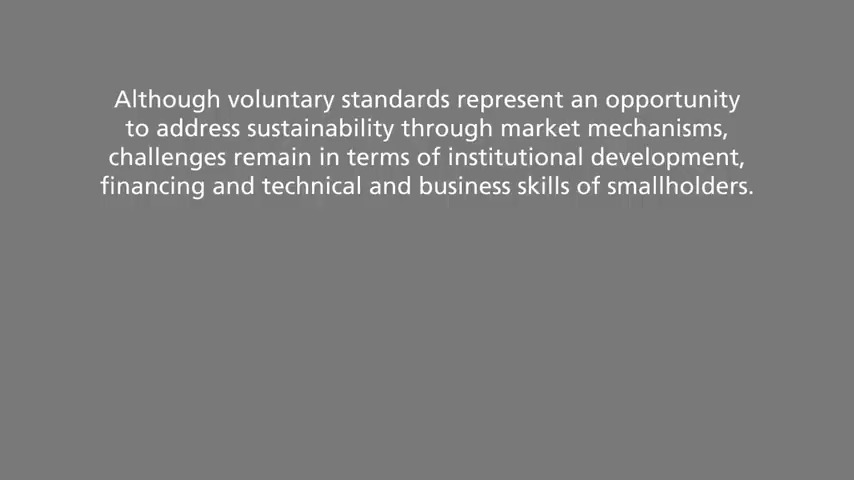 Although voluntary standards represent an opportunity
to address sustainability through market mechanisms,
challenges remain in terms of institutional development,
financing and technical and business skills of smallholders.